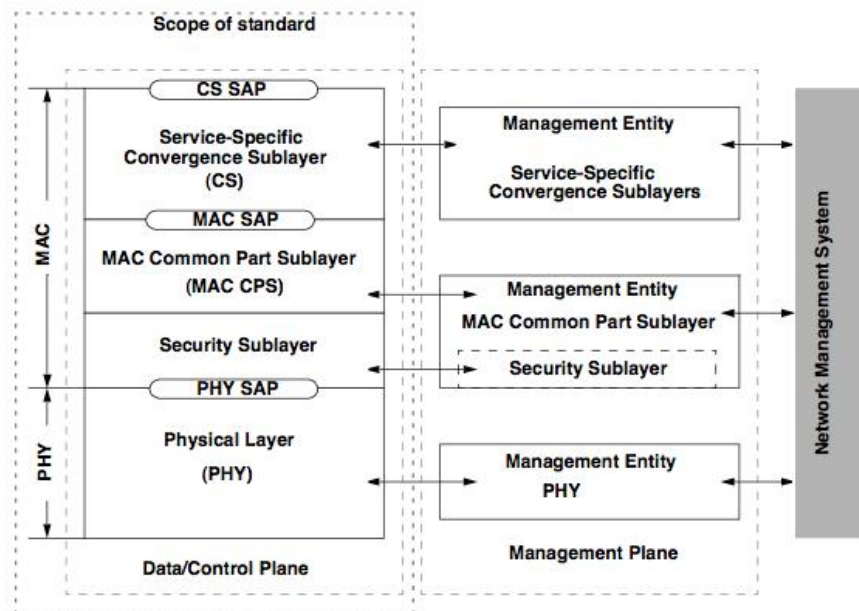 Scope of standard
CS SAP
Service-Specific
Convergence Sublayer
(CS)
MAC SAP
MAC Common Part Sublayer
(MAC CPS)
Security Sublayer
PHY SAP
Physical Layer
(PHY)
Data/Control Plane
MAC
PHY
Management Entity
Service-Specific
Convergence Sublayers
Management Entity
MAC Common Part Sublayer
Security Sublayer
Management Entity
PHY
Management Plane
Network Management System